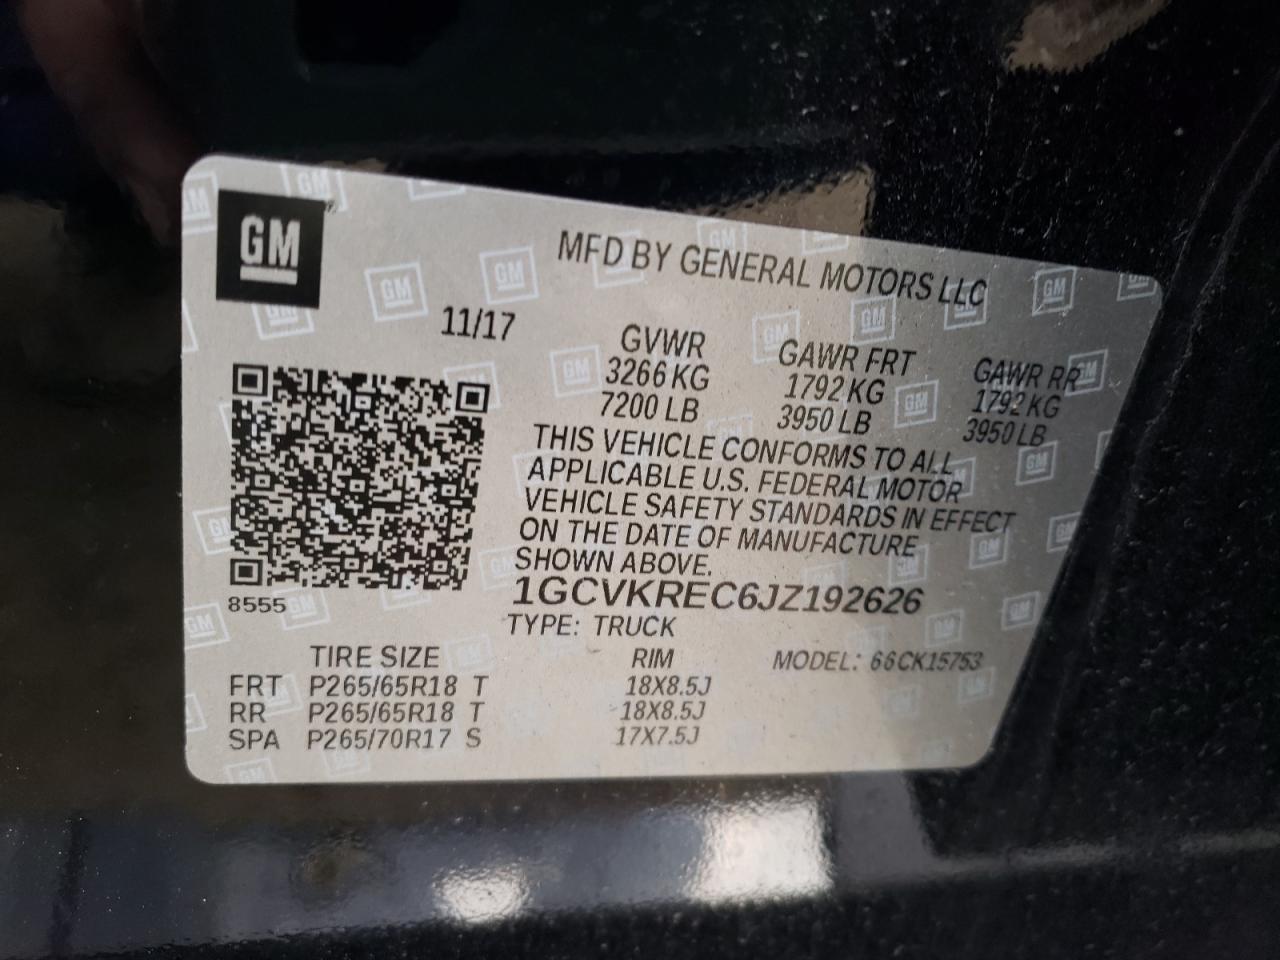 GM
MFD BY GENERAL MOTORS LLC
11/17
GVWR GAWR FRT GAWR RR
3266 KG 1792 KG 1792 KG
7200 LB 3950 LB 3950 LB
THIS VEHICLE CONFORMS TO ALL
APPLICABLE U.S. FEDERAL MOTOR
VEHICLE SAFETY STANDARDS IN EFFECT
ON THE DATE OF MANUFACTURE
SHOWN ABOVE.
8555
1GCVKREC6JZ192626
TYPE: TRUCK
TIRE SIZE RIM MODEL: 66CK15753
FRT P265/65R18 T 18X8.5J
RR P265/65R18 T 18X8.5J
SPA P265/70R17 S 17X7.5J